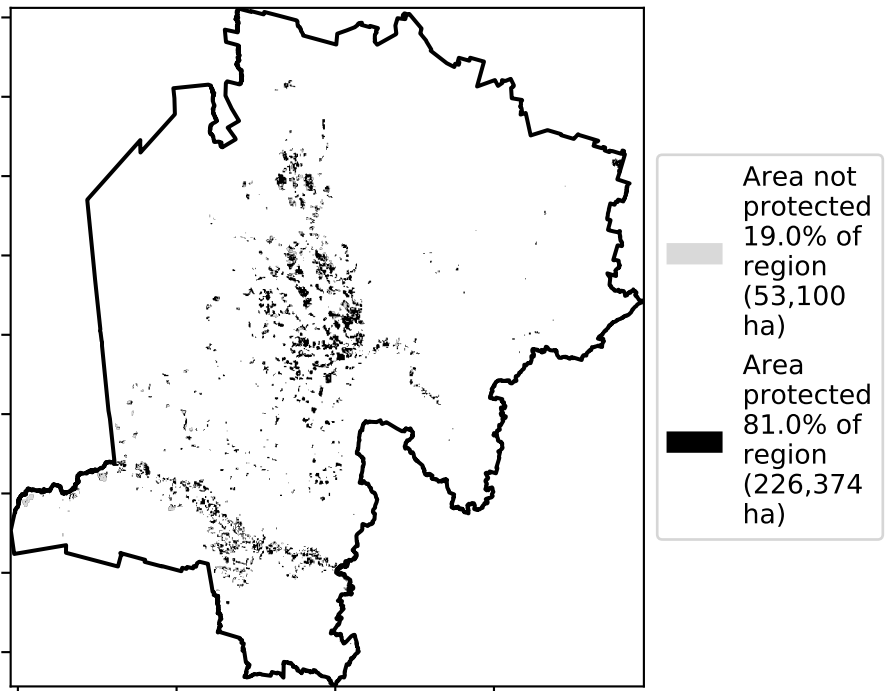 Area not
protected
19.0% of
region
(53,100
ha)
Area
protected
81.0% of
region
(226,374
ha)